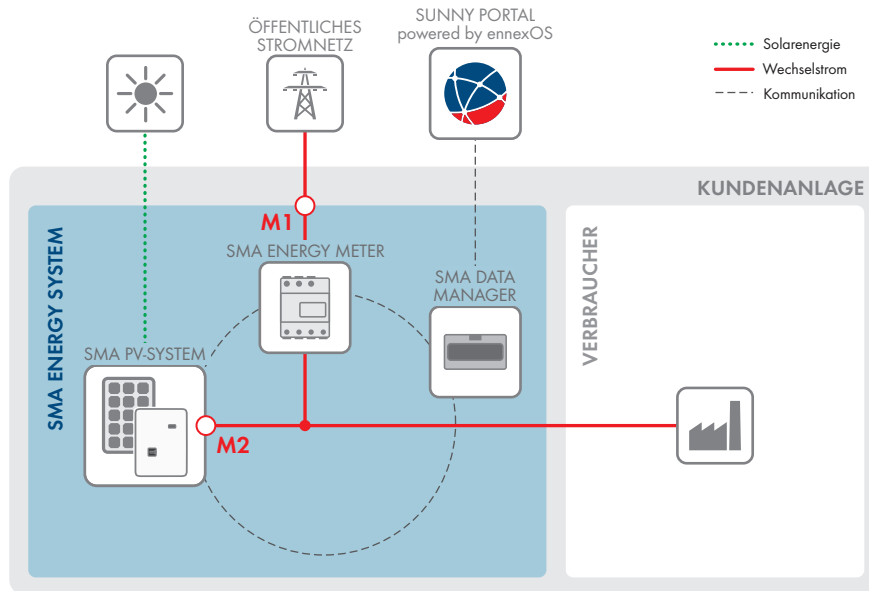 ÖFFENTLICHES
STROMNETZ
SUNNY PORTAL
powered by ennexOS
Solarenergie
Wechselstrom
Kommunikation
KUNDENANLAGE
SMA ENERGY SYSTEM
M1
SMA ENERGY METER
SMA DATA
MANAGER
VERBRAUCHER
SMA PV-SYSTEM
M2